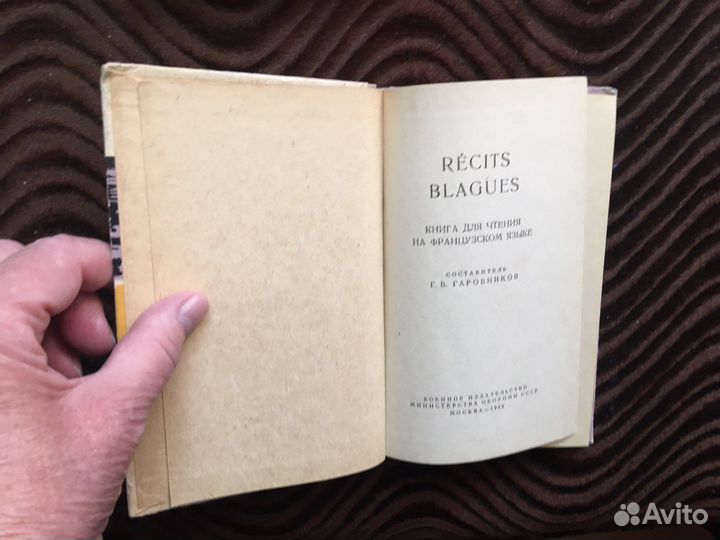 RÉCITS
BLAGUES
КНИГА ДЛЯ ЧТЕНИЯ
НА ФРАНЦУЗСКОМ ЯЗЫКЕ
СОСТАВИТЕЛЬ
Г. В. ГАРОВНИКОВ
ВОЕННОЕ ИЗДАТЕЛЬСТВО
МИНИСТЕРСТВА ОБОРОНЫ СССР
МОСКВА
Avito